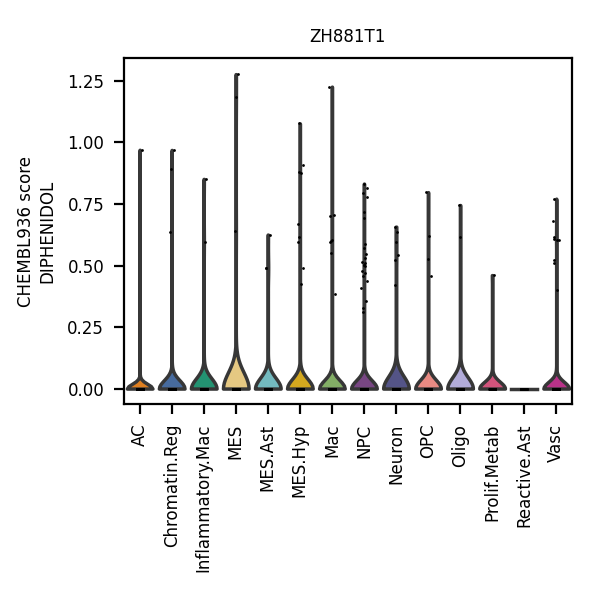 ZH881T1
CHEMBL936 score
DIPHENIDOL
1.25
1.00
0.75
0.50
0.25
0.00
AC
Chromatin.Reg
Inflammatory.Mac
MES
MES.Ast
MES.Hyp
Mac
NPC
Neuron
OPC
Oligo
Prolif.Metab
Reactive.Ast
Vasc